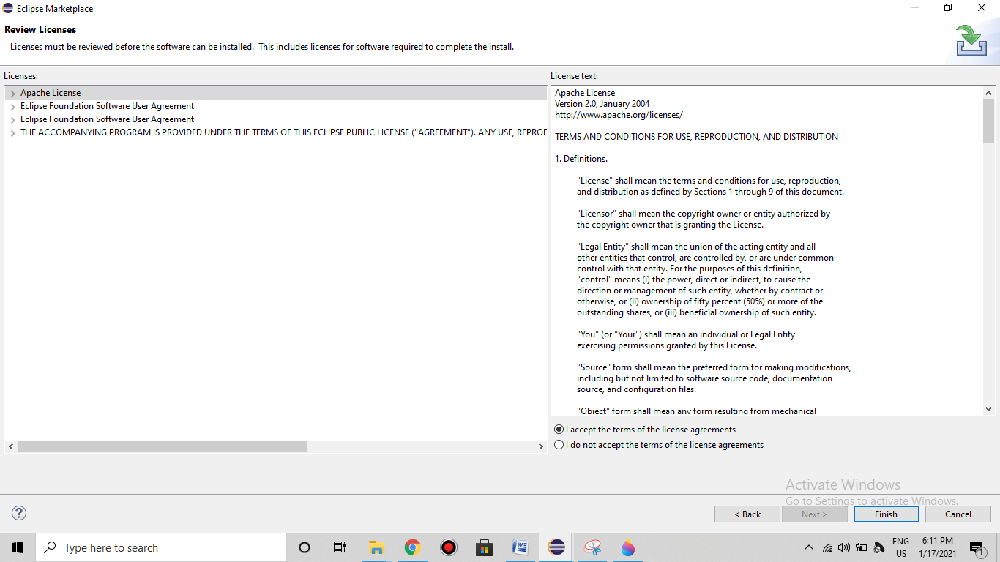 Eclipse Marketplace
Review Licenses
Licenses must be reviewed before the software can be installed. This includes licenses for software required to complete the install.
Licenses:
Apache License
Eclipse Foundation Software User Agreement
Eclipse Foundation Software User Agreement
THE ACCOMPANYING PROGRAM IS PROVIDED UNDER THE TERMS OF THIS ECLIPSE PUBLIC LICENSE ("AGREEMENT"). ANY USE, REPROD
License text:
Apache License
Version 2.0, January 2004
http://www.apache.org/licenses/
TERMS AND CONDITIONS FOR USE, REPRODUCTION, AND DISTRIBUTION
1. Definitions.
"License" shall mean the terms and conditions for use, reproduction,
and distribution as defined by Sections 1 through 9 of this document.
"Licensor" shall mean the copyright owner or entity authorized by
the copyright owner that is granting the License.
"Legal Entity" shall mean the union of the acting entity and all
other entities that control, are controlled by, or are under common
control with that entity. For the purposes of this definition,
"control" means (i) the power, direct or indirect, to cause the
direction or management of such entity, whether by contract or
otherwise, or (ii) ownership of fifty percent (50%) or more of the
outstanding shares, or (iii) beneficial ownership of such entity.
"You" (or "Your") shall mean an individual or Legal Entity
exercising permissions granted by this License.
"Source" form shall mean the preferred form for making modifications,
including but not limited to software source code, documentation
source, and configuration files.
"Object" form shall mean any form resulting from mechanical
I accept the terms of the license agreements
I do not accept the terms of the license agreements
Activate Windows
Go to Settings to activate Windows.
< Back
Next >
Finish
Cancel
Type here to search
ENG
US
6:11 PM
1/17/2021
1